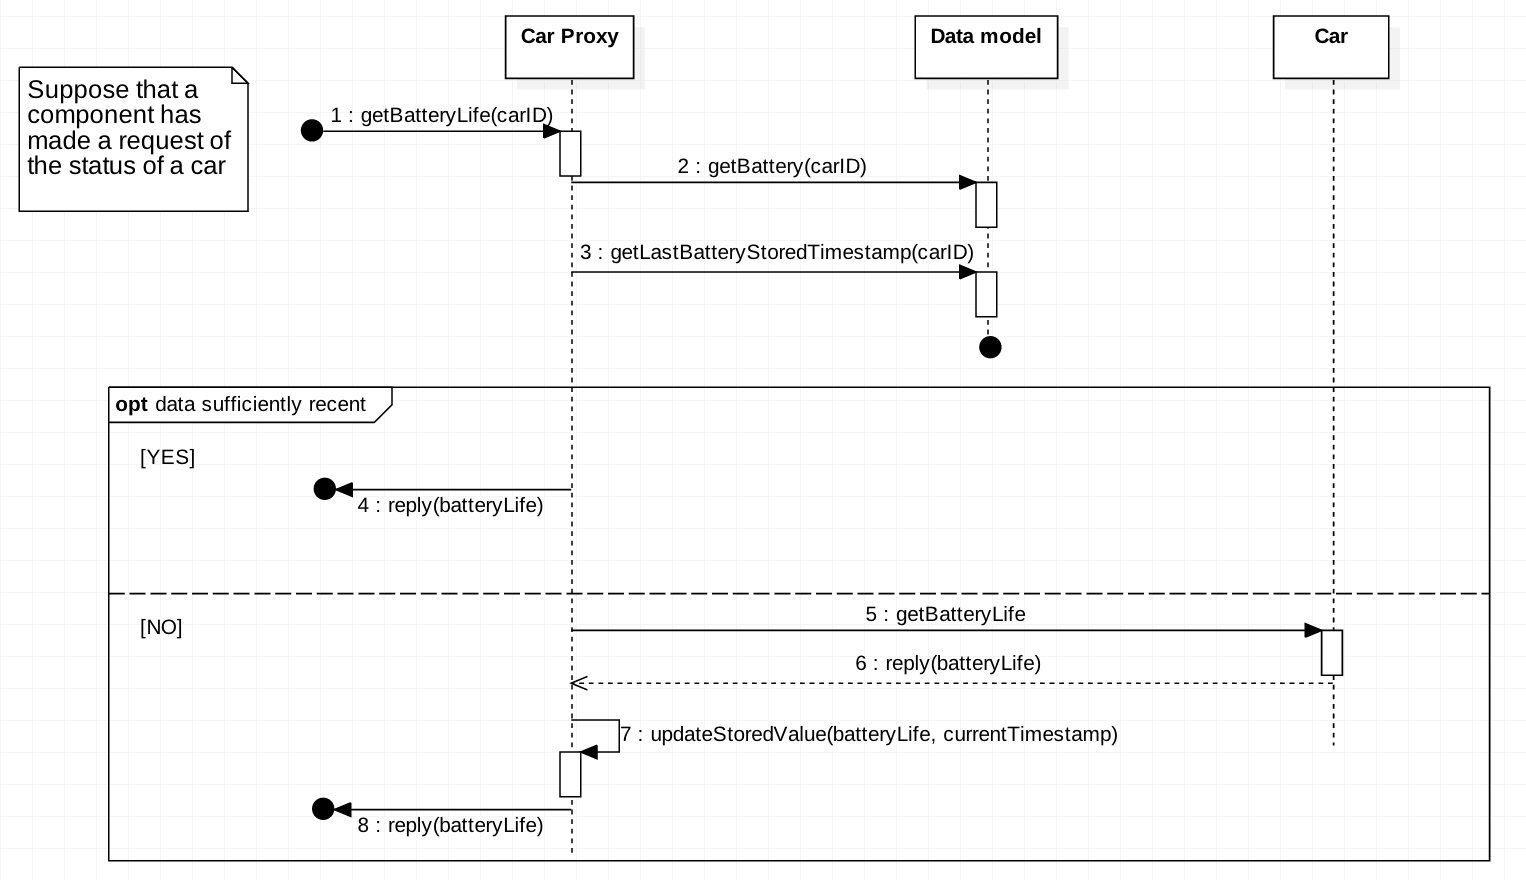 Car Proxy
Data model
Car
Suppose that a
component has
made a request of
the status of a car
1 : getBatteryLife(carID)
2 : getBattery(carID)
3 : getLastBatteryStoredTimestamp(carID)
opt data sufficiently recent
[YES]
4 : reply(batteryLife)
[NO]
5 : getBatteryLife
6 : reply(batteryLife)
7 : updateStoredValue(batteryLife, currentTimestamp)
8 : reply(batteryLife)